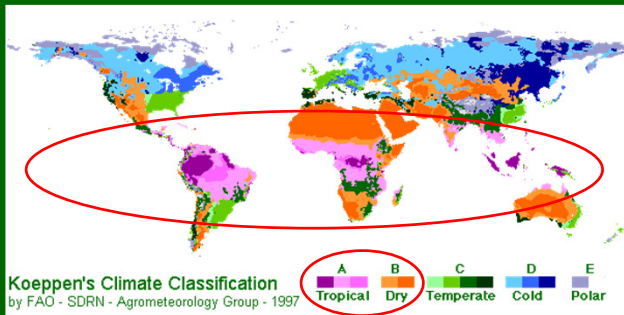 Koeppen's Climate Classification
by FAO - SDRN - Agrometeorology Group - 1997
A B C D E
Tropical Dry Temperate Cold Polar